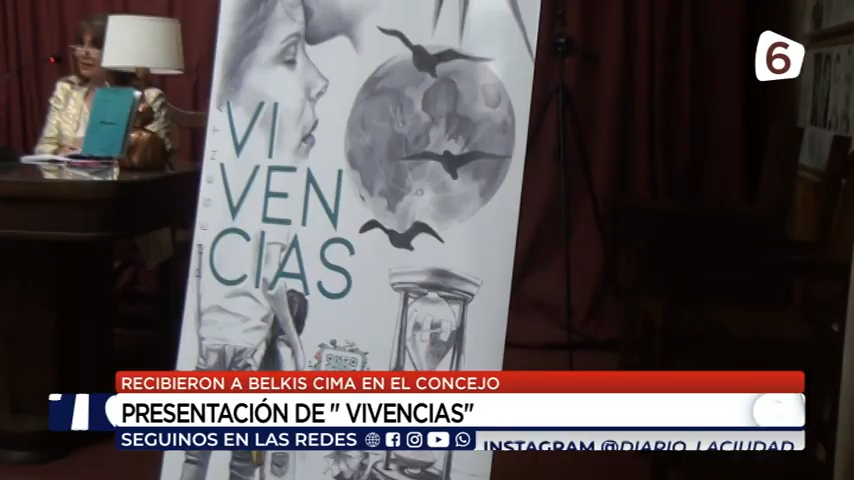 6
VI
VEN
CIAS
RECIBIERON A BELKIS CIMA EN EL CONCEJO
PRESENTACIÓN DE " VIVENCIAS"
SEGUINOS EN LAS REDES
INSTAGRAM @DIARIO_LACIUDAD